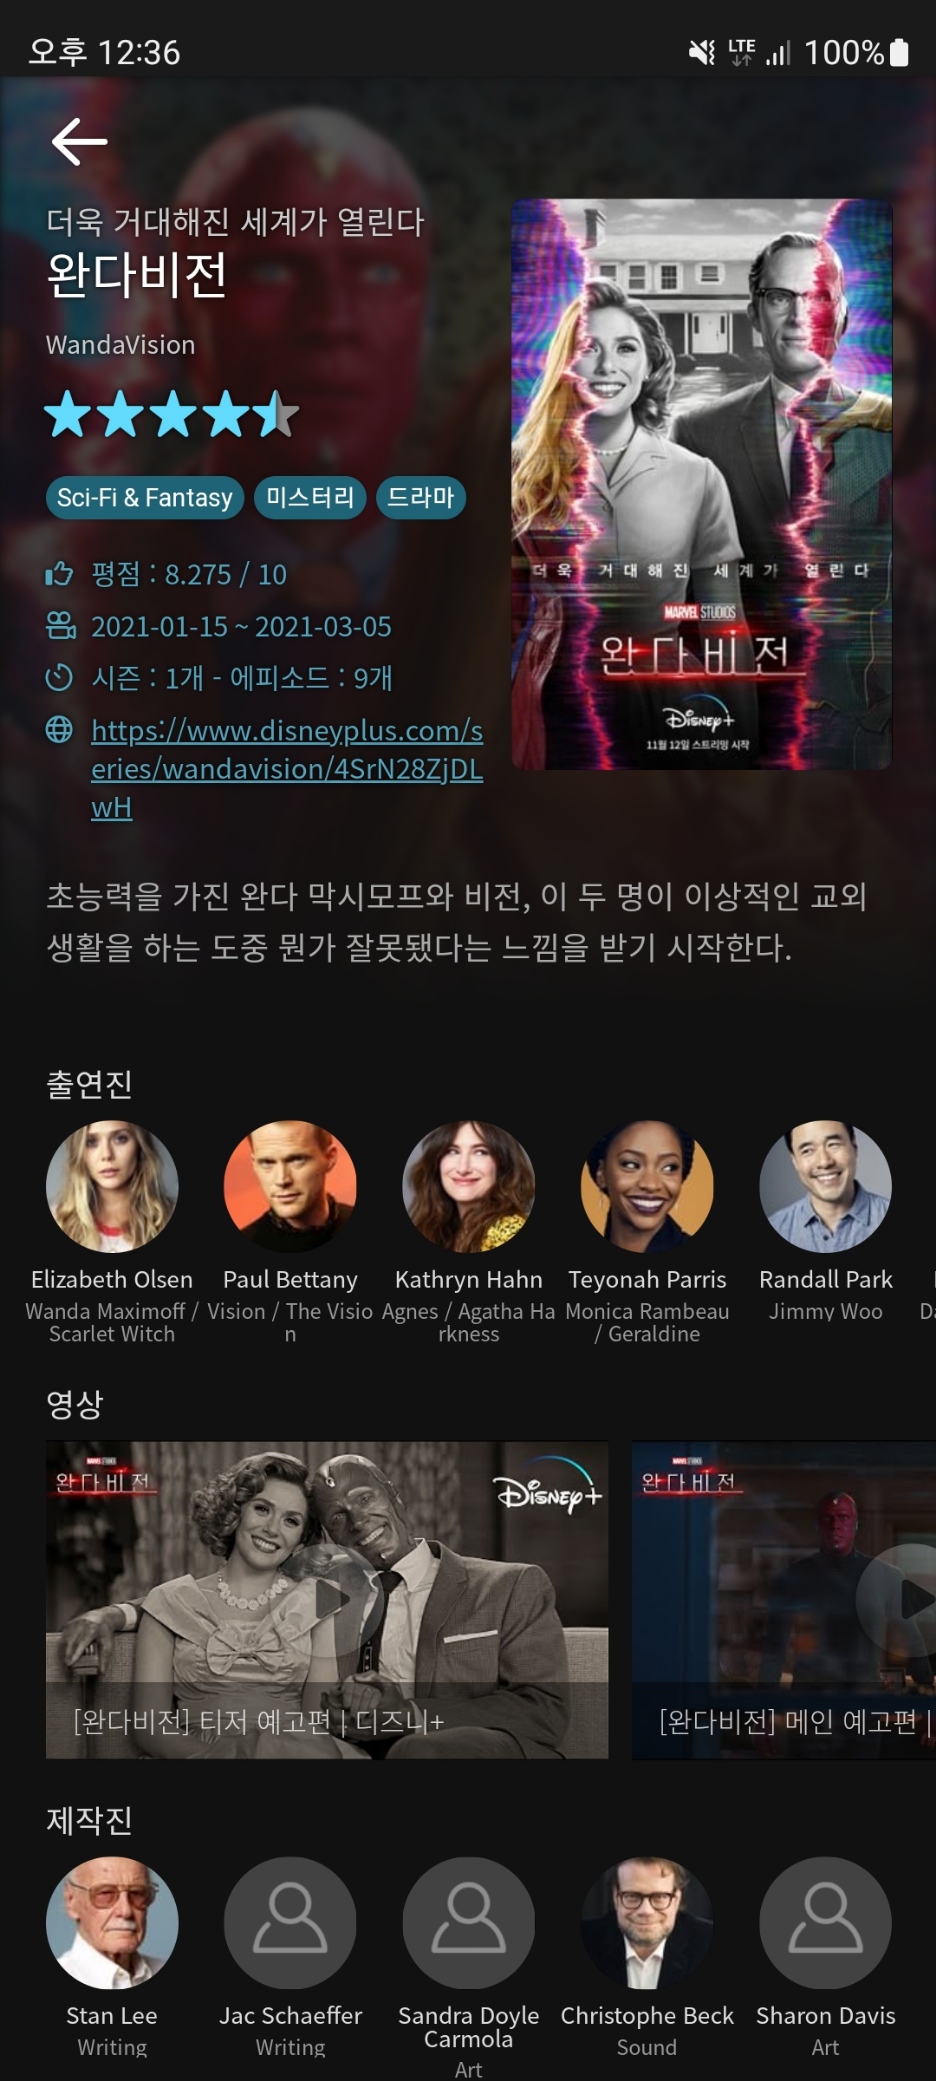 오후 12:36
LTE
100%
더욱 거대해진 세계가 열린다
완다비전
WandaVision
Sci-Fi & Fantasy
미스터리
드라마
평점 : 8.275 / 10
2021-01-15 ~ 2021-03-05
시즌 : 1개 - 에피소드 : 9개
https://www.disneyplus.com/s
eries/wandavision/4SrN28ZjDL
wH
더욱 거대해진 세계가 열린다
MARVEL STUDIOS
완다비전
Disney+
11월 12일 스트리밍 시작
초능력을 가진 완다 막시모프와 비전, 이 두 명이 이상적인 교외
생활을 하는 도중 뭔가 잘못됐다는 느낌을 받기 시작한다.
출연진
Elizabeth Olsen
Wanda Maximoff /
Scarlet Witch
Paul Bettany
Vision / The Visio
n
Kathryn Hahn
Agnes / Agatha Ha
rkness
Teyonah Parris
Monica Rambeau
/ Geraldine
Randall Park
Jimmy Woo
영상
완다비전
Disney+
[완다비전] 티저 예고편 | 디즈니+
완다비전
[완다비전] 메인 예고편 |
제작진
Stan Lee
Writing
Jac Schaeffer
Writing
Sandra Doyle
Carmola
Art
Christophe Beck
Sound
Sharon Davis
Art